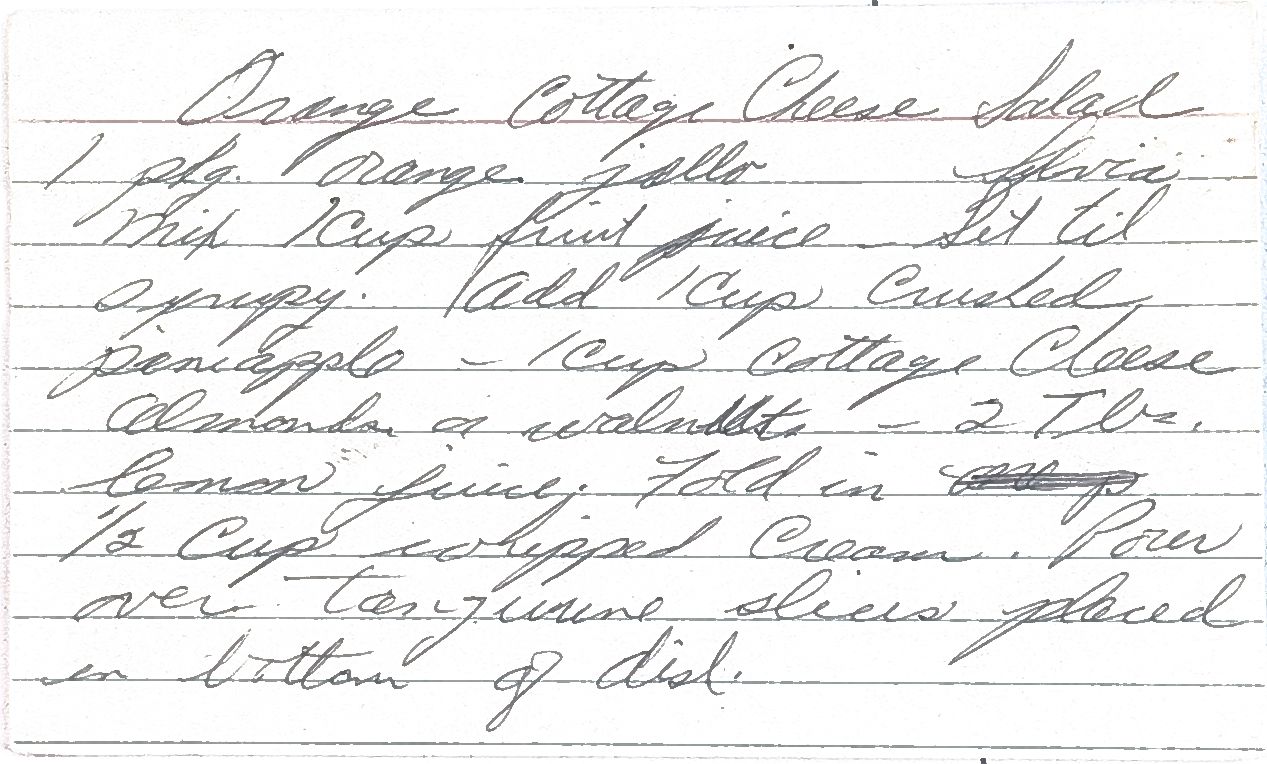 Orange Cottage Cheese Salad
1 pkg. orange jello Sylvia
Mix 1 Cup fruit juice - Set til
syrupy. Add 1 Cup Crushed
pineapple - 1 cup Cottage Cheese
Almonds or walnuts - 2 Tbs.
lemon juice. Fold in
1/2 Cup whipped Cream. Pour
over tangurine slices placed
in bottom of dish.